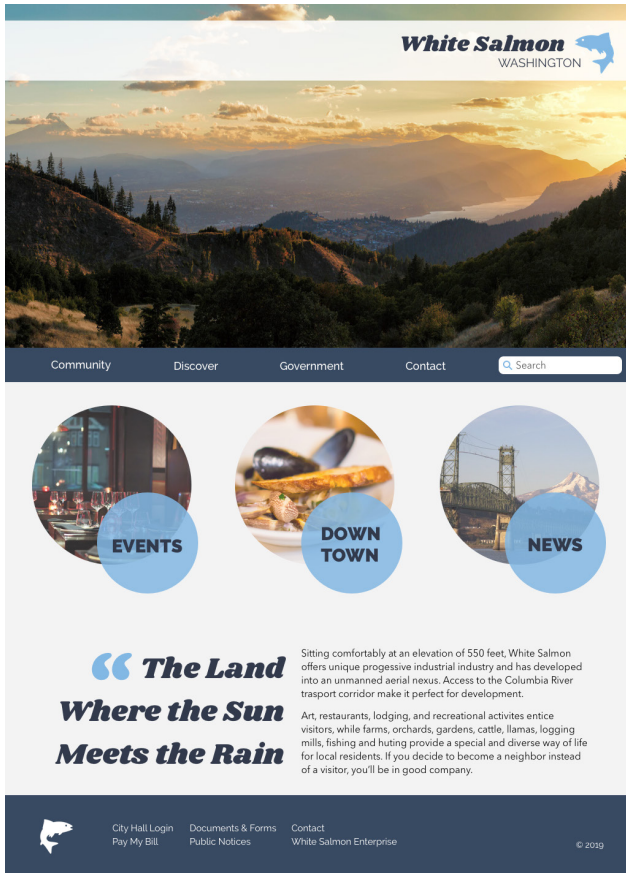 White Salmon
WASHINGTON
Community
Discover
Government
Contact
Search
EVENTS
DOWN
TOWN
NEWS
“ The Land
Where the Sun
Meets the Rain
Sitting comfortably at an elevation of 550 feet, White Salmon
offers unique progessive industrial industry and has developed
into an unmanned aerial nexus. Access to the Columbia River
trasport corridor make it perfect for development.
Art, restaurants, lodging, and recreational activites entice
visitors, while farms, orchards, gardens, cattle, llamas, logging
mills, fishing and huting provide a special and diverse way of life
for local residents. If you decide to become a neighbor instead
of a visitor, you'll be in good company.
City Hall Login
Pay My Bill
Documents & Forms
Public Notices
Contact
White Salmon Enterprise
© 2019